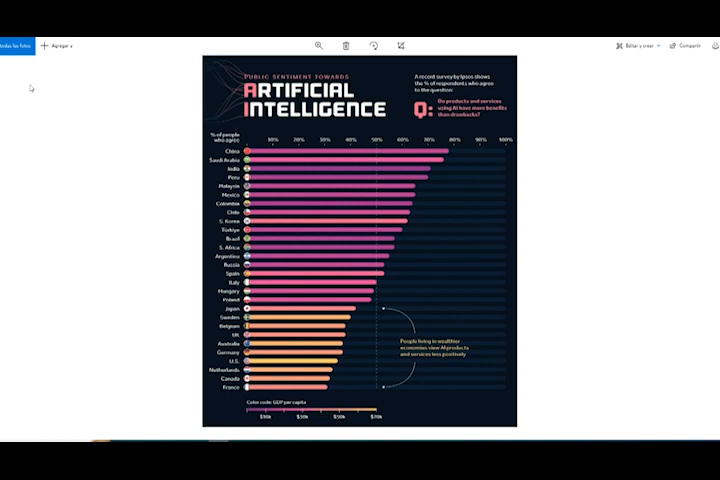 todas las fotos
Agregar a
Editar y crear
Compartir
PUBLIC SENTIMENT TOWARDS
ARTIFICIAL
INTELLIGENCE
A recent survey by Ipsos shows
the % of respondents who agree
to the question:
Q:
Do products and services
using AI have more benefits
than drawbacks?
% of people
who agree
10% 20% 30% 40% 50% 60% 70% 80% 90% 100%
China
Saudi Arabia
India
Peru
Malaysia
Mexico
Colombia
Chile
S. Korea
Türkiye
Brazil
S. Africa
Argentina
Russia
Spain
Italy
Hungary
Poland
Japan
Sweden
Belgium
UK
Australia
Germany
U.S.
Netherlands
Canada
France
People living in wealthier
economies view AI products
and services less positively
Color code: GDP per capita
$10k $30k $50k $70k